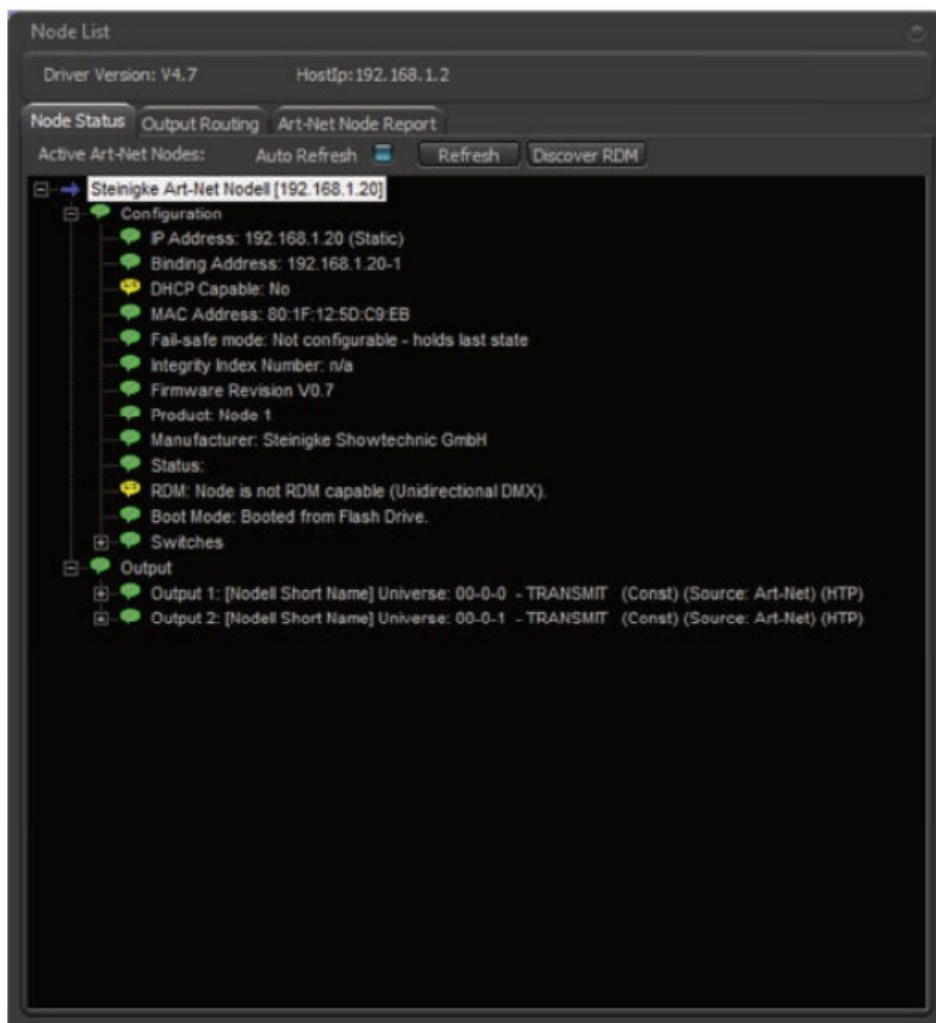 Node List
Driver Version: V4.7 HostIp:192.168.1.2
Node Status Output Routing Art-Net Node Report
Active Art-Net Nodes: Auto Refresh Refresh Discover RDM
Steinigke Art-Net NodeII [192.168.1.20]
Configuration
IP Address: 192.168.1.20 (Static)
Binding Address: 192.168.1.20-1
DHCP Capable: No
MAC Address: 80:1F:12:5D:C9:EB
Fail-safe mode: Not configurable - holds last state
Integrity Index Number: n/a
Firmware Revision V0.7
Product: Node 1
Manufacturer: Steinigke Showtechnic GmbH
Status:
RDM: Node is not RDM capable (Unidirectional DMX).
Boot Mode: Booted from Flash Drive.
Switches
Output
Output 1: [NodeII Short Name] Universe: 00-0-0 - TRANSMIT (Const) (Source: Art-Net) (HTP)
Output 2: [NodeII Short Name] Universe: 00-0-1 - TRANSMIT (Const) (Source: Art-Net) (HTP)